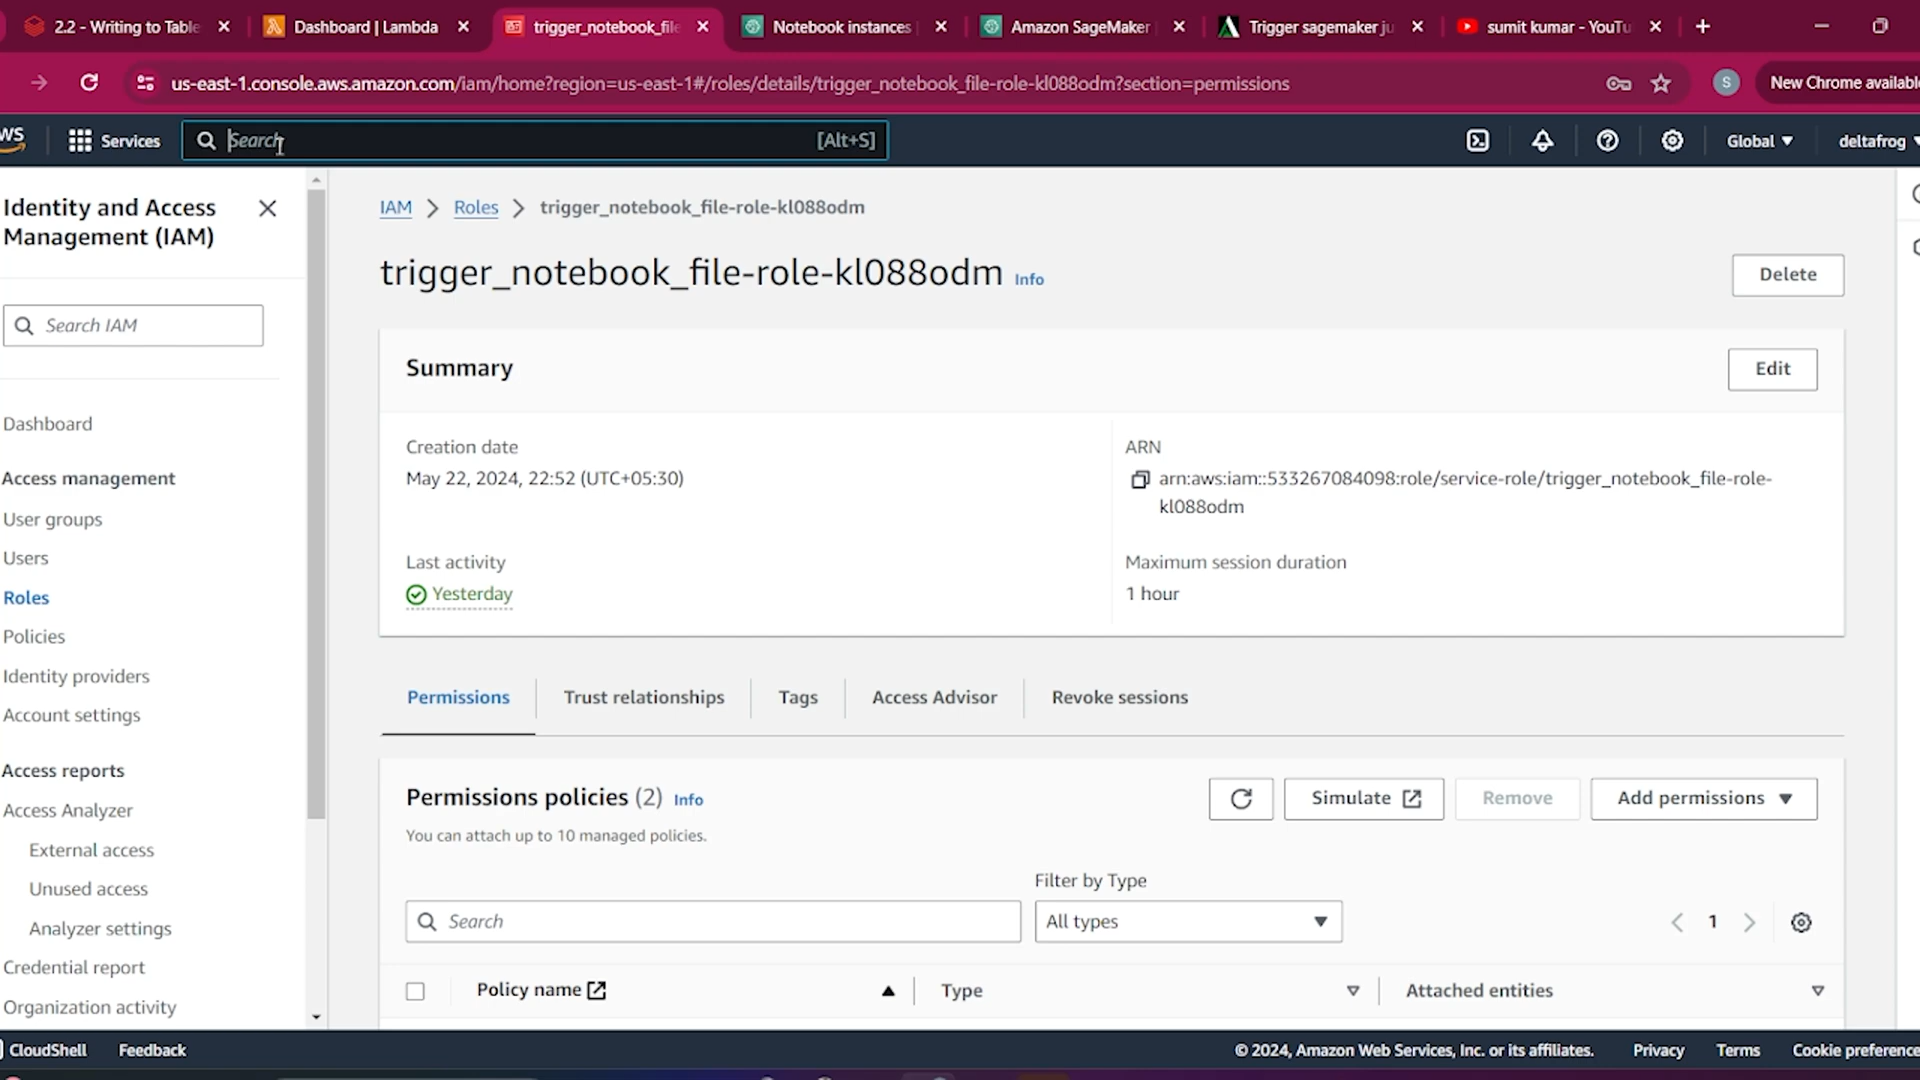 2.2 - Writing to Table
Dashboard | Lambda
trigger_notebook_file
Notebook instances
Amazon SageMaker
Trigger sagemaker ju
sumit kumar - YouTu
us-east-1.console.aws.amazon.com/iam/home?region=us-east-1#/roles/details/trigger_notebook_file-role-kl088odm?section=permissions
S
New Chrome available
Services
Search
[Alt+S]
Global
deltafrog
Identity and Access
Management (IAM)
Search IAM
Dashboard
Access management
User groups
Users
Roles
Policies
Identity providers
Account settings
Access reports
Access Analyzer
External access
Unused access
Analyzer settings
Credential report
Organization activity
IAM > Roles > trigger_notebook_file-role-kl088odm
trigger_notebook_file-role-kl088odm Info
Delete
Summary
Edit
Creation date
May 22, 2024, 22:52 (UTC+05:30)
ARN
arn:aws:iam::533267084098:role/service-role/trigger_notebook_file-role-
kl088odm
Last activity
Yesterday
Maximum session duration
1 hour
Permissions
Trust relationships
Tags
Access Advisor
Revoke sessions
Permissions policies (2) Info
You can attach up to 10 managed policies.
Simulate
Remove
Add permissions
Filter by Type
Search
All types
1
Policy name
Type
Attached entities
CloudShell
Feedback
© 2024, Amazon Web Services, Inc. or its affiliates.
Privacy
Terms
Cookie preference